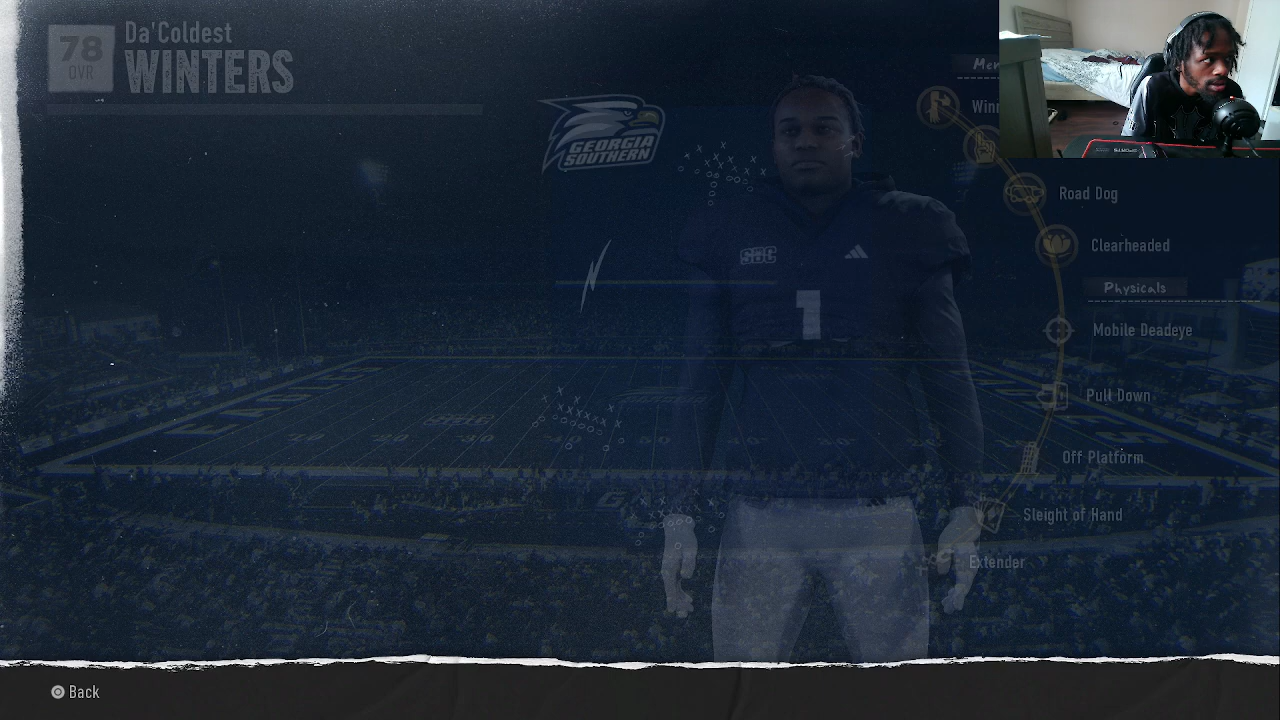 78
OVR
Da'Coldest
WINTERS
GEORGIA
SOUTHERN
SBC
1
Road Dog
Clearheaded
Physicals
Mobile Deadeye
Pull Down
Off Platform
Sleight of Hand
Extender
Back